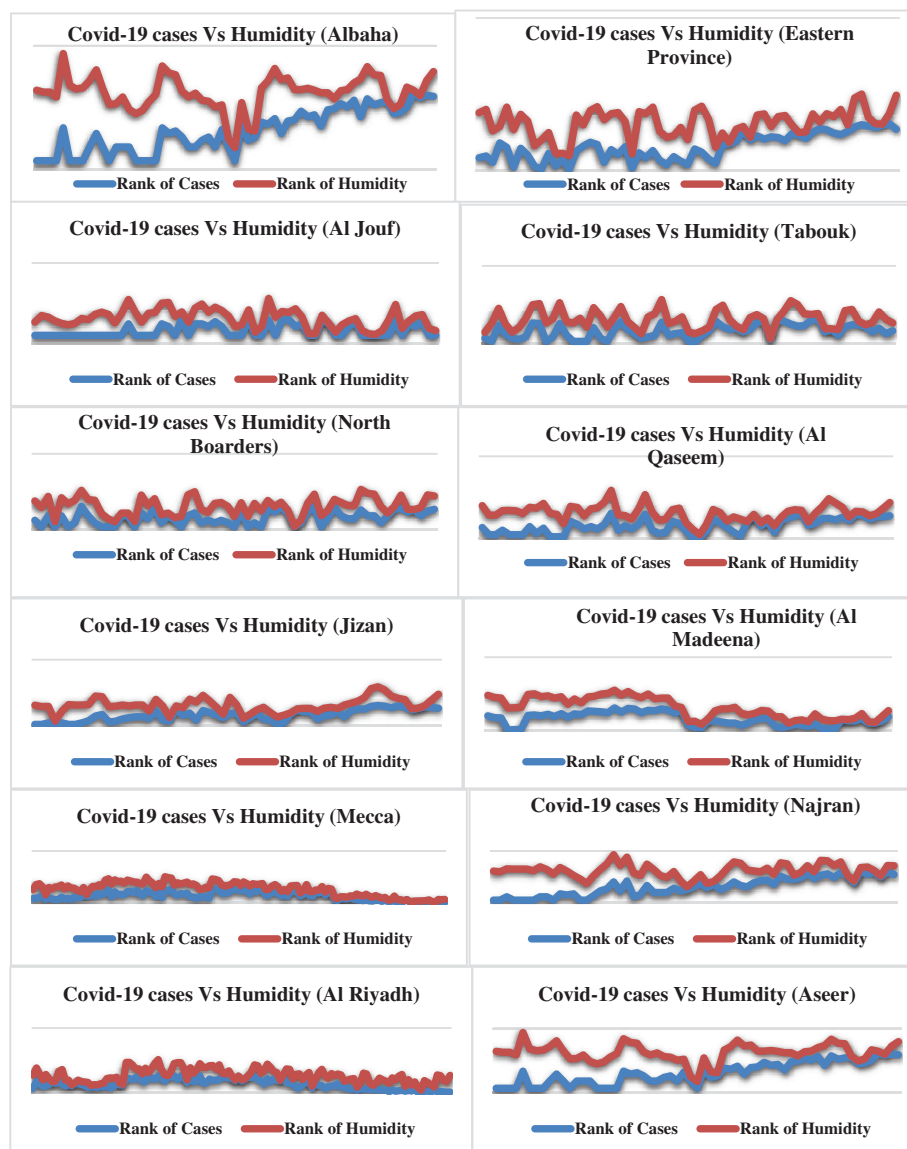 Covid-19 cases Vs Humidity (Albaha)
Rank of Cases Rank of Humidity
Covid-19 cases Vs Humidity (Eastern
Province)
Rank of Cases Rank of Humidity
Covid-19 cases Vs Humidity (Al Jouf)
Rank of Cases Rank of Humidity
Covid-19 cases Vs Humidity (Tabouk)
Rank of Cases Rank of Humidity
Covid-19 cases Vs Humidity (North
Boarders)
Rank of Cases Rank of Humidity
Covid-19 cases Vs Humidity (Al
Qaseem)
Rank of Cases Rank of Humidity
Covid-19 cases Vs Humidity (Jizan)
Rank of Cases Rank of Humidity
Covid-19 cases Vs Humidity (Al
Madeena)
Rank of Cases Rank of Humidity
Covid-19 cases Vs Humidity (Mecca)
Rank of Cases Rank of Humidity
Covid-19 cases Vs Humidity (Najran)
Rank of Cases Rank of Humidity
Covid-19 cases Vs Humidity (Al Riyadh)
Rank of Cases Rank of Humidity
Covid-19 cases Vs Humidity (Aseer)
Rank of Cases Rank of Humidity